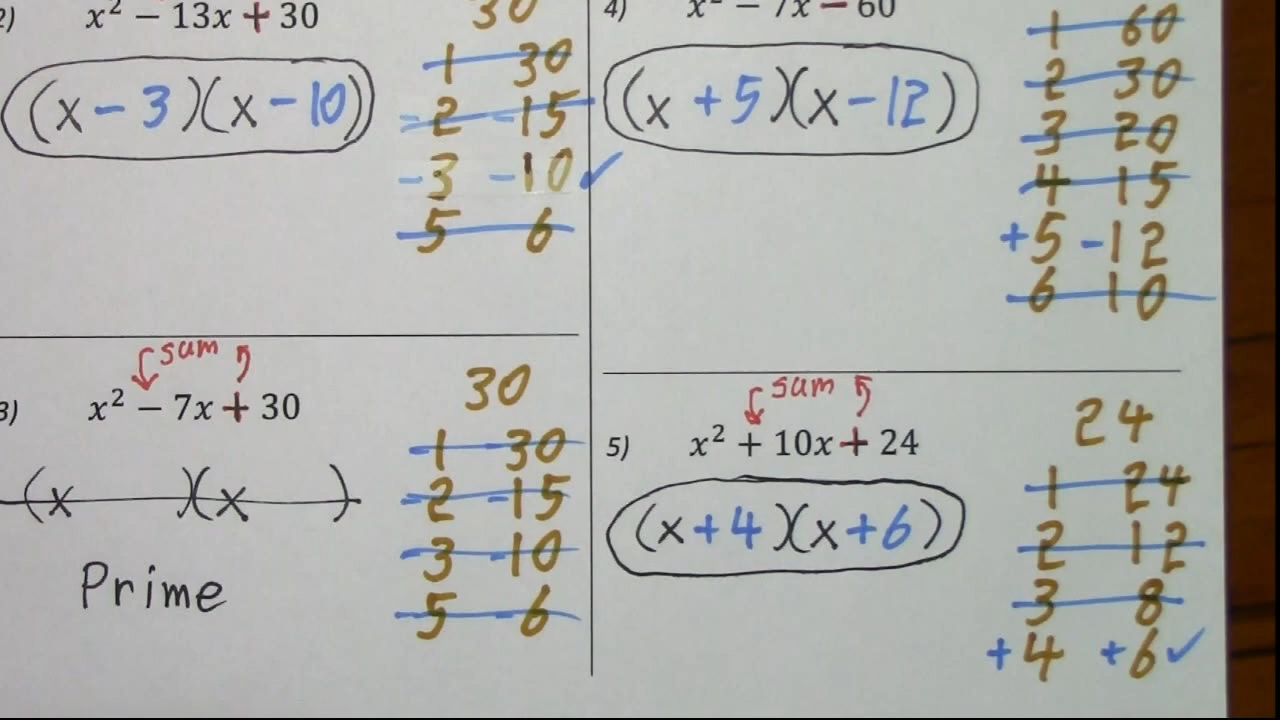 2) x² − 13x + 30
(x − 3)(x − 10)
30
1 30
-2 -15
-3 -10 ✓
5 6
3) x² − 7x + 30
sum
(x )(x )
Prime
30
-1 -30
-2 -15
-3 -10
-5 -6
4) x² − 7x − 60
(x +5)(x −12)
1 60
2 30
3 20
4 15
+5 -12
6 10
5) x² + 10x + 24
sum
(x +4)(x +6)
24
1 24
2 12
3 8
+4 +6 ✓